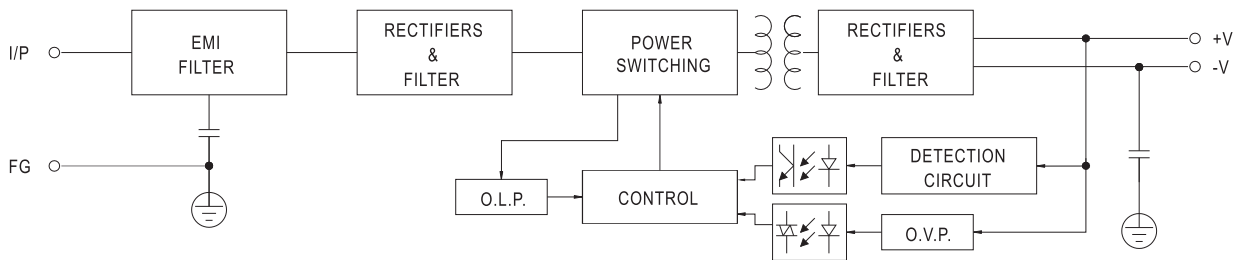 I/P
EMI
FILTER
RECTIFIERS
&
FILTER
POWER
SWITCHING
RECTIFIERS
&
FILTER
+V
-V
FG
O.L.P.
CONTROL
DETECTION
CIRCUIT
O.V.P.